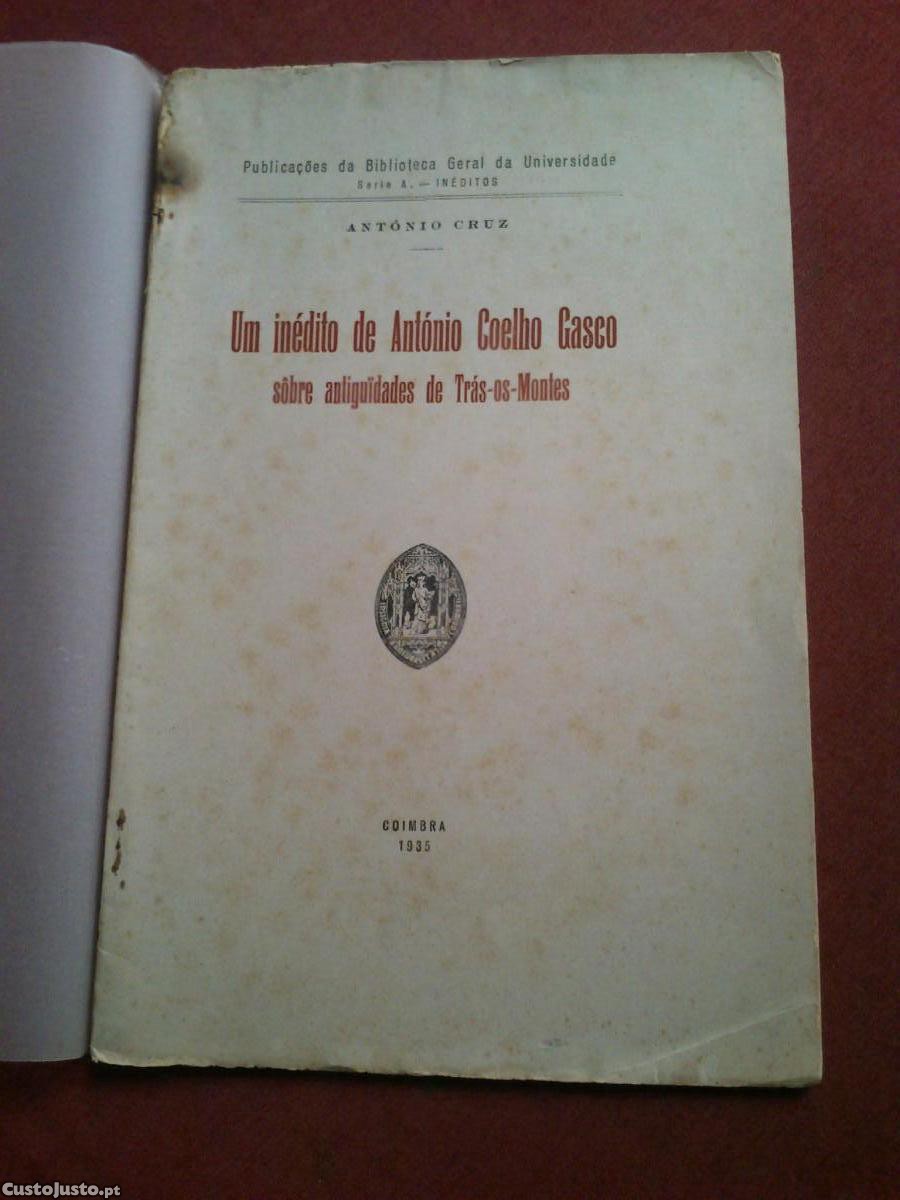 Publicações da Biblioteca Geral da Universidade
Serie A. — INÉDITOS
ANTÓNIO CRUZ
Um inédito de António Coelho Gasco
sôbre antiguïdades de Trás-os-Montes
COIMBRA
1935
CustoJusto.pt